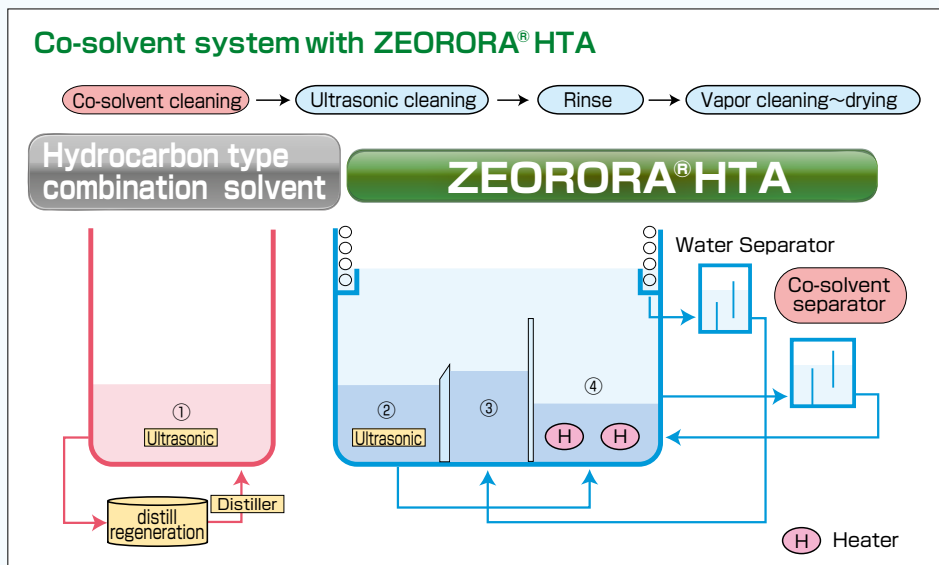 Co-solvent system with ZEORORA® HTA
Co-solvent cleaning
Ultrasonic cleaning
Rinse
Vapor cleaning~drying
Hydrocarbon type
combination solvent
ZEORORA® HTA
Water Separator
Co-solvent
separator
①
Ultrasonic
②
Ultrasonic
③
④
H
H
distill
regeneration
Distiller
H
Heater